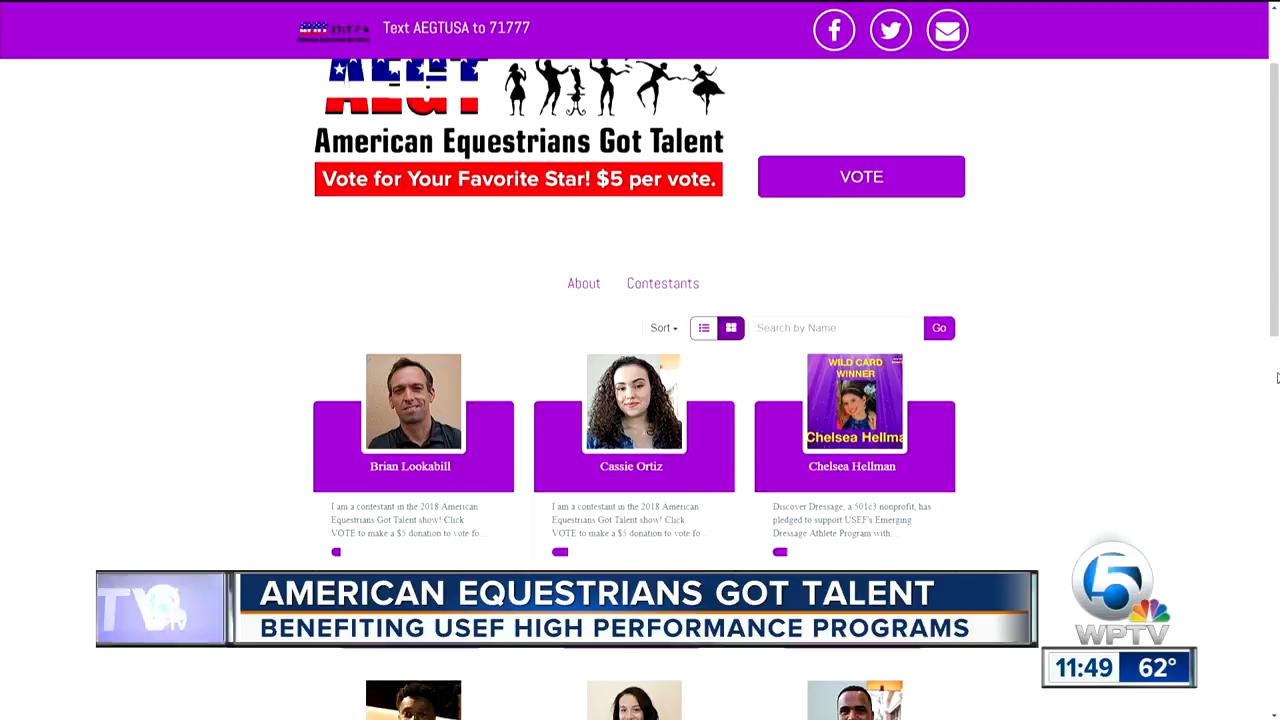 Text AEGTUSA to 71777
AEGT
American Equestrians Got Talent
Vote for Your Favorite Star! $5 per vote.
VOTE
About
Contestants
Sort
Search by Name
Go
WILD CARD
WINNER
Chelsea Hellma
Brian Lookabill
Cassie Ortiz
Chelsea Hellman
I am a contestant in the 2018 American
Equestrians Got Talent show! Click
VOTE to make a $5 donation to vote fo...
I am a contestant in the 2018 American
Equestrians Got Talent show! Click
VOTE to make a $5 donation to vote fo...
Discover Dressage, a 501c3 nonprofit, has
pledged to support USEF's Emerging
Dressage Athlete Program with,...
AMERICAN EQUESTRIANS GOT TALENT
BENEFITING USEF HIGH PERFORMANCE PROGRAMS
5
WPTV
11:49 62°